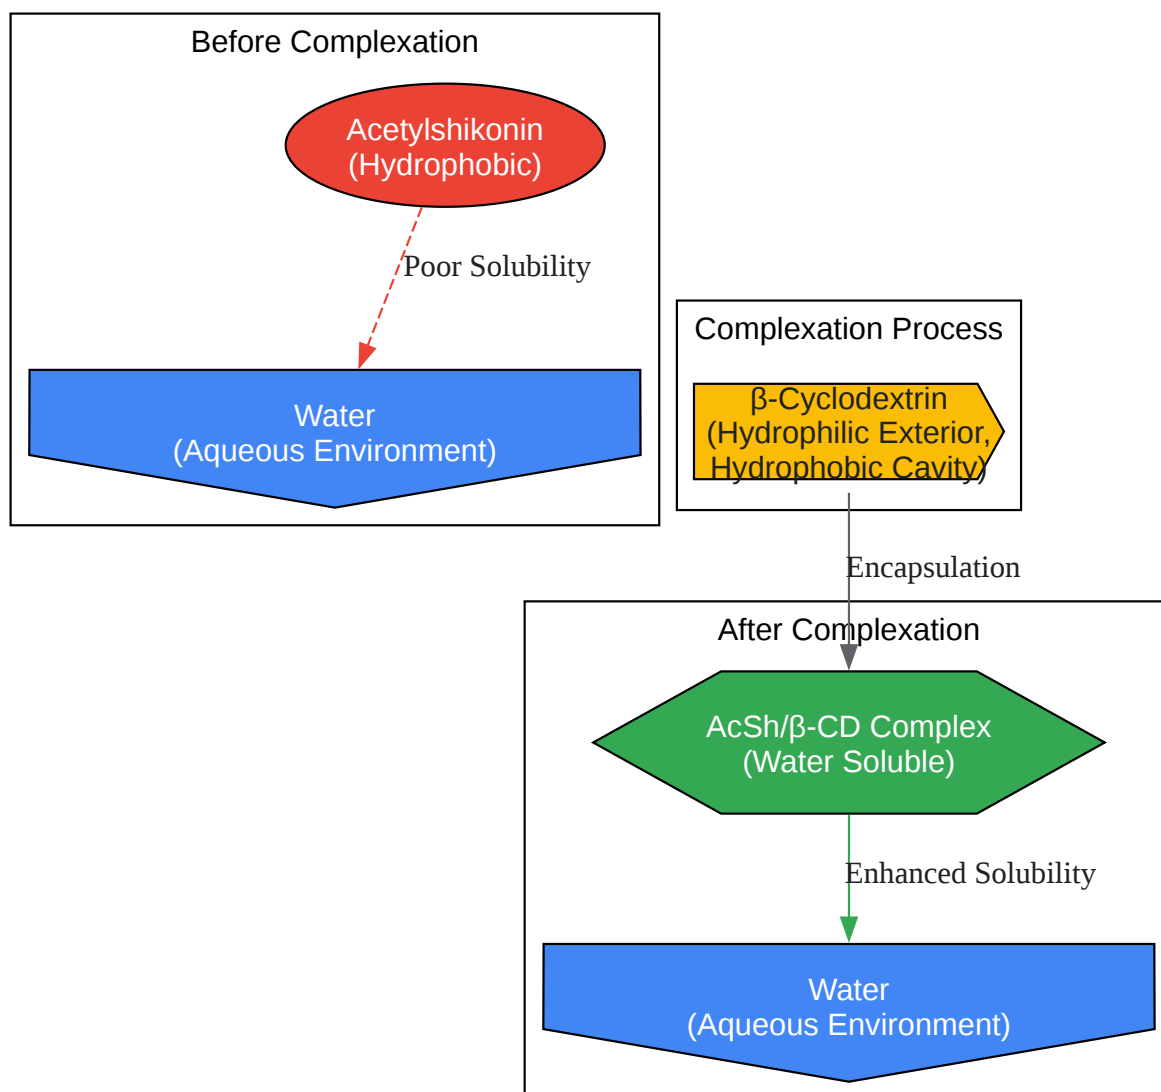 Before Complexation
Acetylshikonin
(Hydrophobic)
Poor Solubility
Water
(Aqueous Environment)
Complexation Process
β-Cyclodextrin
(Hydrophilic Exterior,
Hydrophobic Cavity)
Encapsulation
After Complexation
AcSh/β-CD Complex
(Water Soluble)
Enhanced Solubility
Water
(Aqueous Environment)